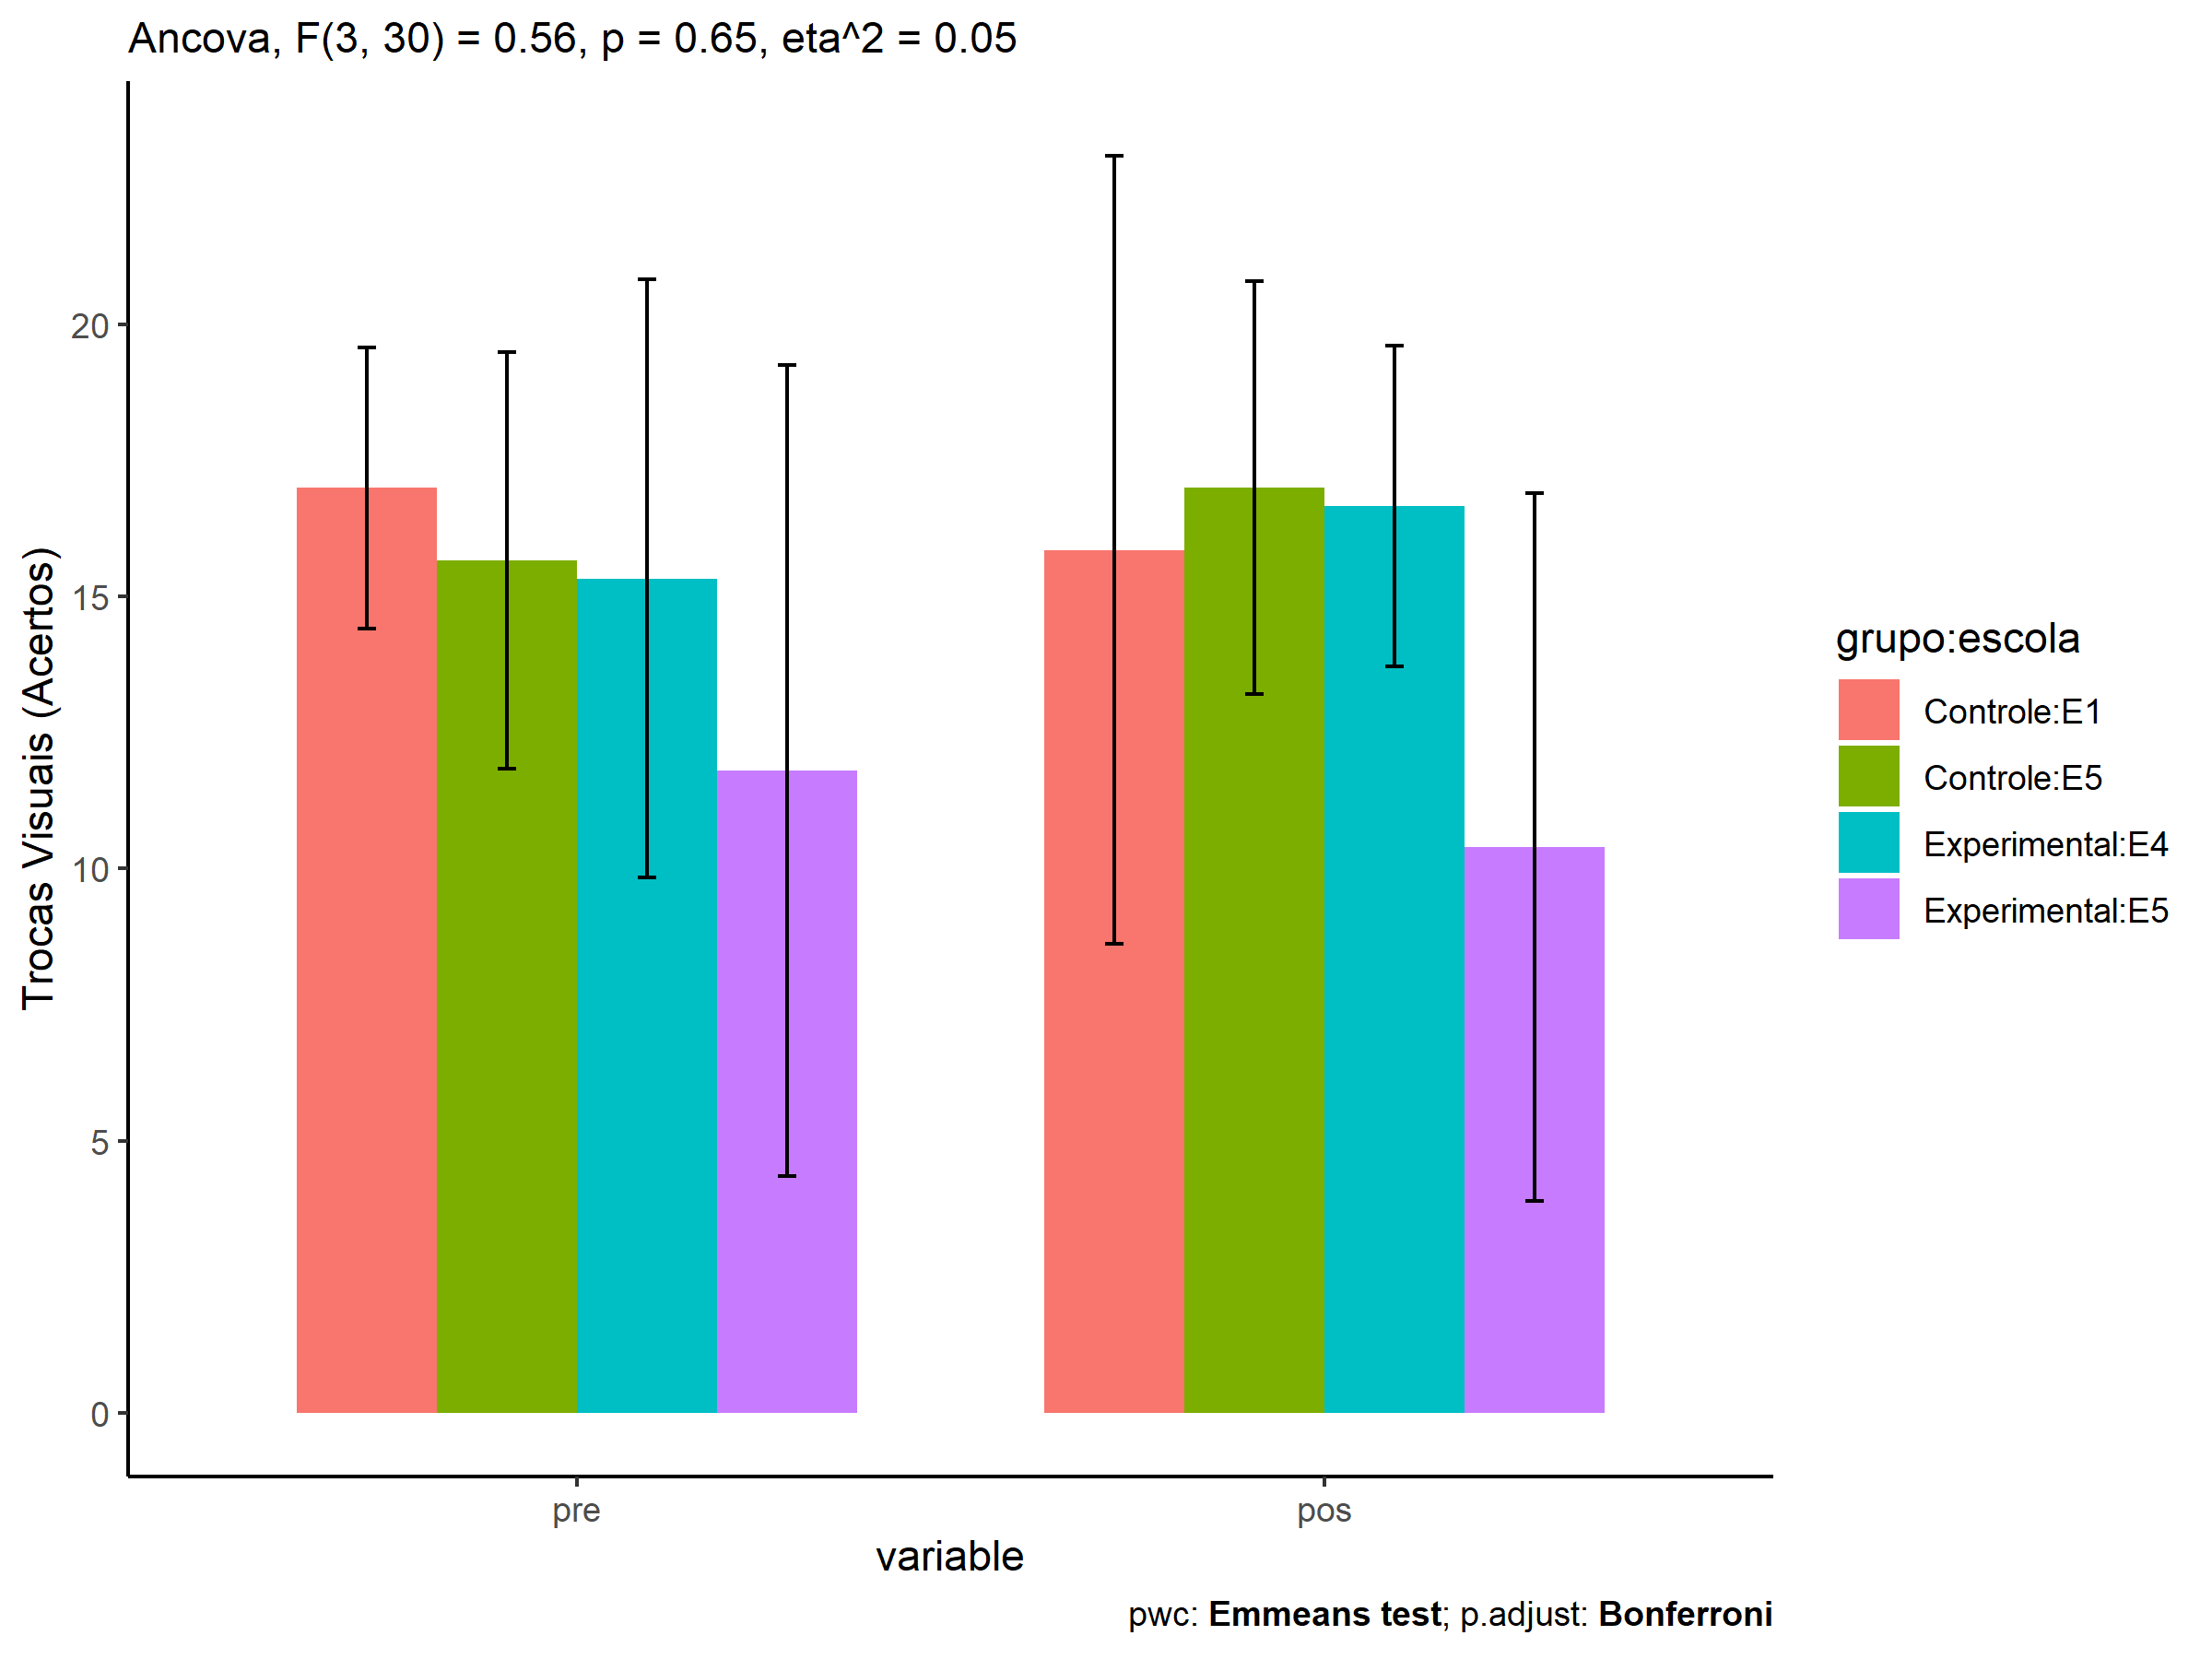 Ancova, F(3, 30) = 0.56, p = 0.65, eta^2 = 0.05
Trocas Visuais (Acertos)
20
15
10
5
0
pre
pos
variable
grupo:escola
Controle:E1
Controle:E5
Experimental:E4
Experimental:E5
pwc: Emmeans test; p.adjust: Bonferroni